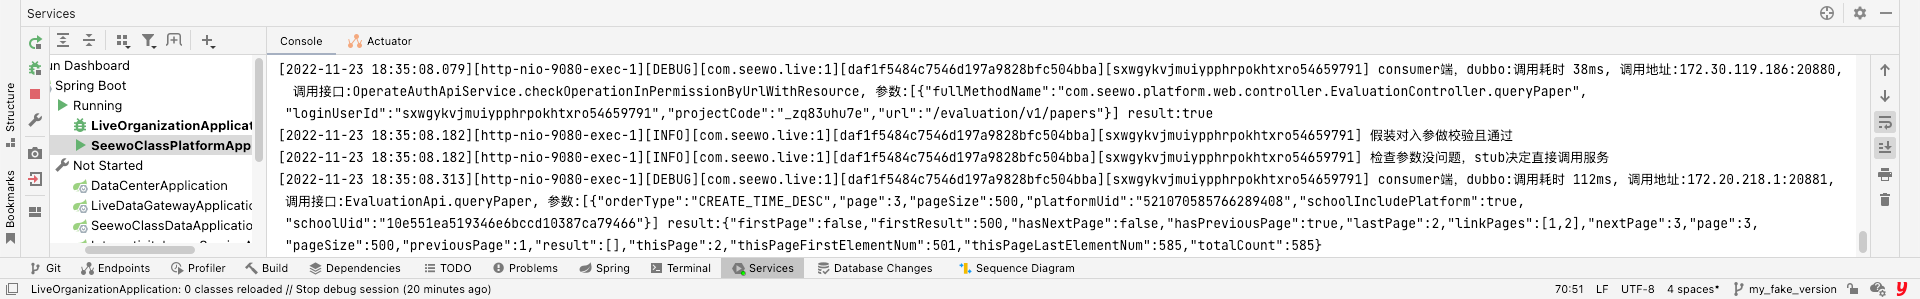 Services
Console
Actuator
un Dashboard
Spring Boot
Running
LiveOrganizationApplicat
SeewoClassPlatformApp
Not Started
DataCenterApplication
LiveDataGatewayApplicatio
SeewoClassDataApplication
Structure
Bookmarks
[2022-11-23 18:35:08.079][http-nio-9080-exec-1][DEBUG][com.seewo.live:1][daf1f5484c7546d197a9828bfc504bba][sxwgykvjmuiypphrpokhtxro54659791] consumer端, dubbo:调用耗时 38ms, 调用地址:172.30.119.186:20880,
调用接口:OperateAuthApiService.checkOperationInPermissionByUrlWithResource, 参数:[{"fullMethodName":"com.seewo.platform.web.controller.EvaluationController.queryPaper",
"loginUserId":"sxwgykvjmuiypphrpokhtxro54659791","projectCode":"_zq83uhu7e","url":"/evaluation/v1/papers"}] result:true
[2022-11-23 18:35:08.182][http-nio-9080-exec-1][INFO][com.seewo.live:1][daf1f5484c7546d197a9828bfc504bba][sxwgykvjmuiypphrpokhtxro54659791] 假装对入参做校验且通过
[2022-11-23 18:35:08.182][http-nio-9080-exec-1][INFO][com.seewo.live:1][daf1f5484c7546d197a9828bfc504bba][sxwgykvjmuiypphrpokhtxro54659791] 检查参数没问题, stub决定直接调用服务
[2022-11-23 18:35:08.313][http-nio-9080-exec-1][DEBUG][com.seewo.live:1][daf1f5484c7546d197a9828bfc504bba][sxwgykvjmuiypphrpokhtxro54659791] consumer端, dubbo:调用耗时 112ms, 调用地址:172.20.218.1:20881,
调用接口:EvaluationApi.queryPaper, 参数:[{"orderType":"CREATE_TIME_DESC","page":3,"pageSize":500,"platformUid":"521070585766289408","schoolIncludePlatform":true,
"schoolUid":"10e551ea519346e6bccd10387ca79466"}] result:{"firstPage":false,"firstResult":500,"hasNextPage":false,"hasPreviousPage":true,"lastPage":2,"linkPages":[1,2],"nextPage":3,"page":3,
"pageSize":500,"previousPage":1,"result":[],"thisPage":2,"thisPageFirstElementNum":501,"thisPageLastElementNum":585,"totalCount":585}
Git
Endpoints
Profiler
Build
Dependencies
TODO
Problems
Spring
Terminal
Services
Database Changes
Sequence Diagram
LiveOrganizationApplication: 0 classes reloaded // Stop debug session (20 minutes ago)
70:51
LF
UTF-8
4 spaces*
my_fake_version
y